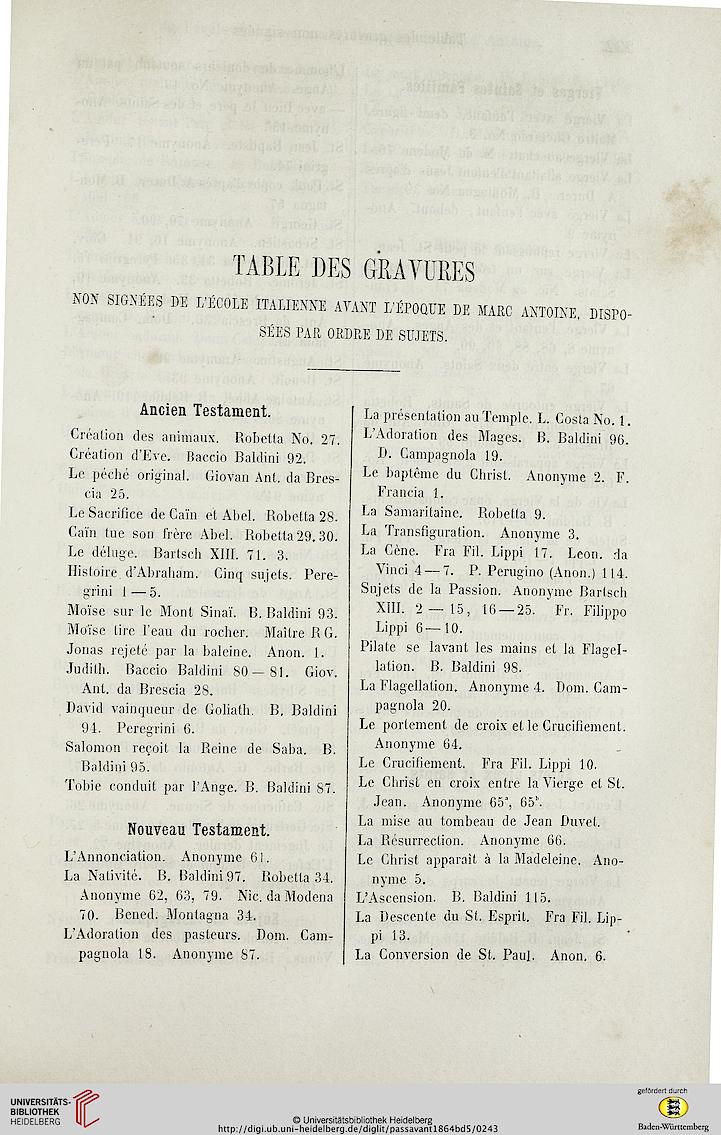 TABLE DES GRAVURES
NON SIGNÉES DE L'ÉCOLE ITALIENNE AVANT L'ÉPOQUE DE MARC ANTOINE, DISPO-
SÉES PAR ORDRE DE SUJETS.
Ancien Testament.
Création des animaux. Robetta No. 27.
Création d'Eve. Baccio Baldini 92.
Le péché original. Giovan Ant. da Bres-
cia 25.
Le Sacrifice de Caïn et Abel. Robetta 28.
Caïn tue son frère Abel. Robetta 29. 30.
Le déluge. Bartsch XIII. 71. 3.
Histoire d'Abraham. Cinq sujets. Pere-
grini 1—5.
Moïse sur le Mont Sinaï. B. Baldini 93.
Moïse tire l'eau du rocher. Maître R G.
Jonas rejeté par la baleine. Anon. 1.
Judith. Baccio Baldini 80—81. Giov.
Ant. da Brescia 28.
David vainqueur de Goliath. B. Baldini
94. Peregrini 6.
Salomon reçoit la Reine de Saba. B.
Baldini 95.
Tobie conduit par l'Ange. B. Baldini 87.
Nouveau Testament.
L'Annonciation. Anonyme 61.
La Nativité. B. Baldini 97. Robetta 34.
Anonyme 62, 63, 79. Nic. da Modena
70. Bened. Montagna 34.
L'Adoration des pasteurs. Dom. Cam-
pagnola 18. Anonyme 87.
La présentation au Temple. L. Costa No. 1.
L'Adoration des Mages. B. Baldini 96.
D. Campagnola 19.
Le baptême du Christ. Anonyme 2. F.
Francia 1.
La Samaritaine. Robetta 9.
La Transfiguration. Anonyme 3.
La Cène. Fra Fil. Lippi 17. Leon. da
Vinci 4—7. P. Perugino (Anon.) 114.
Sujets de la Passion. Anonyme Bartsch
XIII. 2—15, 16—25. Fr. Filippo
Lippi 6—10.
Pilate se lavant les mains et la Flagel-
lation. B. Baldini 98.
La Flagellation. Anonyme 4. Dom. Cam-
pagnola 20.
Le portement de croix et le Crucifiement.
Anonyme 64.
Le Crucifiement. Fra Fil. Lippi 10.
Le Christ en croix entre la Vierge et St.
Jean. Anonyme 65ª, 65ᵇ.
La mise au tombeau de Jean Duvet.
La Résurrection. Anonyme 66.
Le Christ apparait à la Madeleine. Ano-
nyme 5.
L'Ascension. B. Baldini 115.
La Descente du St. Esprit. Fra Fil. Lip-
pi 13.
La Conversion de St. Paul. Anon. 6.
UNIVERSITÄTS-
BIBLIOTHEK
HEIDELBERG
© Universitätsbibliothek Heidelberg
http://digi.ub.uni-heidelberg.de/diglit/passavant1864bd5/0243
gefördert durch
Baden-Württemberg